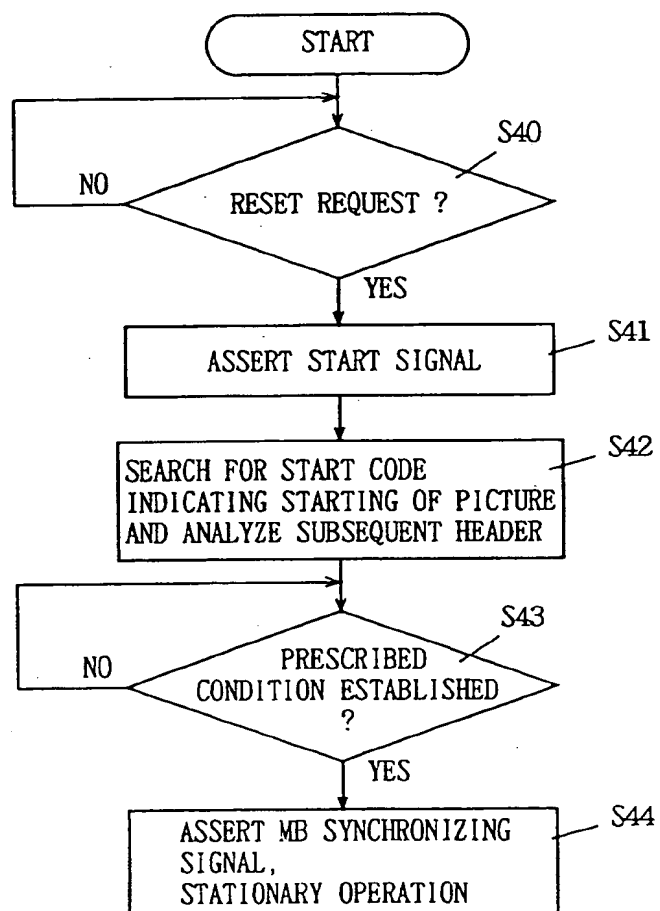 START
S40
NO
RESET REQUEST ?
YES
S41
ASSERT START SIGNAL
S42
SEARCH FOR START CODE
INDICATING STARTING OF PICTURE
AND ANALYZE SUBSEQUENT HEADER
S43
NO
PRESCRIBED
CONDITION ESTABLISHED
?
YES
S44
ASSERT MB SYNCHRONIZING
SIGNAL,
STATIONARY OPERATION